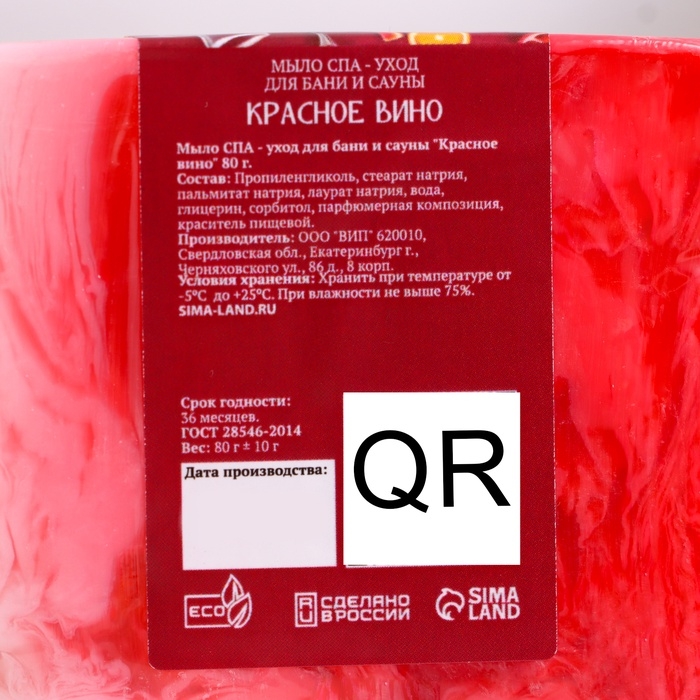 МЫЛО СПА - УХОД
ДЛЯ БАНИ И САУНЫ
КРАСНОЕ ВИНО
Мыло СПА - уход для бани и сауны "Красное
вино" 80 г.
Состав: Пропиленгликоль, стеарат натрия,
пальмитат натрия, лаурат натрия, вода,
глицерин, сорбитол, парфюмерная композиция,
краситель пищевой.
Производитель: ООО "ВИП" 620010,
Свердловская обл., Екатеринбург г.,
Черняховского ул., 86 д., 8 корп.
Условия хранения: Хранить при температуре от
-5°C до +25°C. При влажности не выше 75%.
SIMA-LAND.RU
Срок годности:
36 месяцев.
ГОСТ 28546-2014
Вес: 80 г ± 10 г
Дата производства:
QR
ECO
RU СДЕЛАНО
В РОССИИ
SIMA
LAND